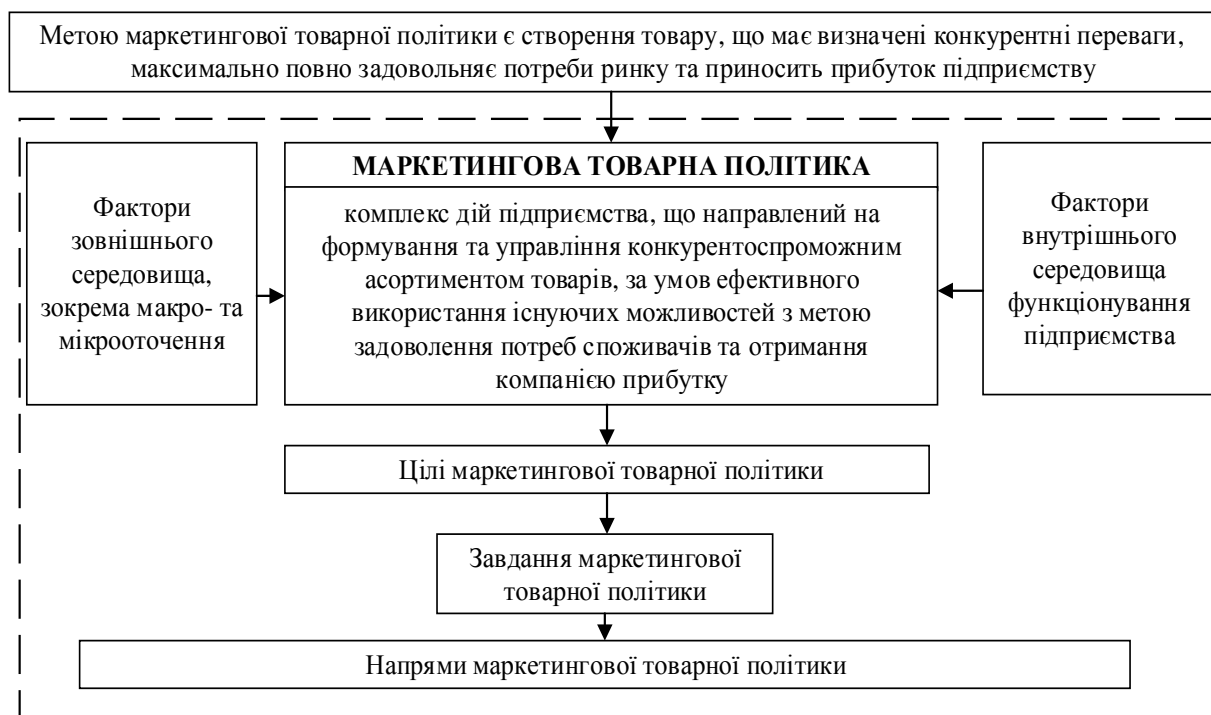 Метою маркетингової товарної політики є створення товару, що має визначені конкурентні переваги,
максимально повно задовольняє потреби ринку та приносить прибуток підприємству
Фактори
зовнішнього
середовища,
зокрема макро- та
мікрооточення
МАРКЕТИНГОВА ТОВАРНА ПОЛІТИКА
комплекс дій підприємства, що направлений на
формування та управління конкурентоспроможним
асортиментом товарів, за умов ефективного
використання існуючих можливостей з метою
задоволення потреб споживачів та отримання
компанією прибутку
Фактори
внутрішнього
середовища
функціонування
підприємства
Цілі маркетингової товарної політики
Завдання маркетингової
товарної політики
Напрями маркетингової товарної політики